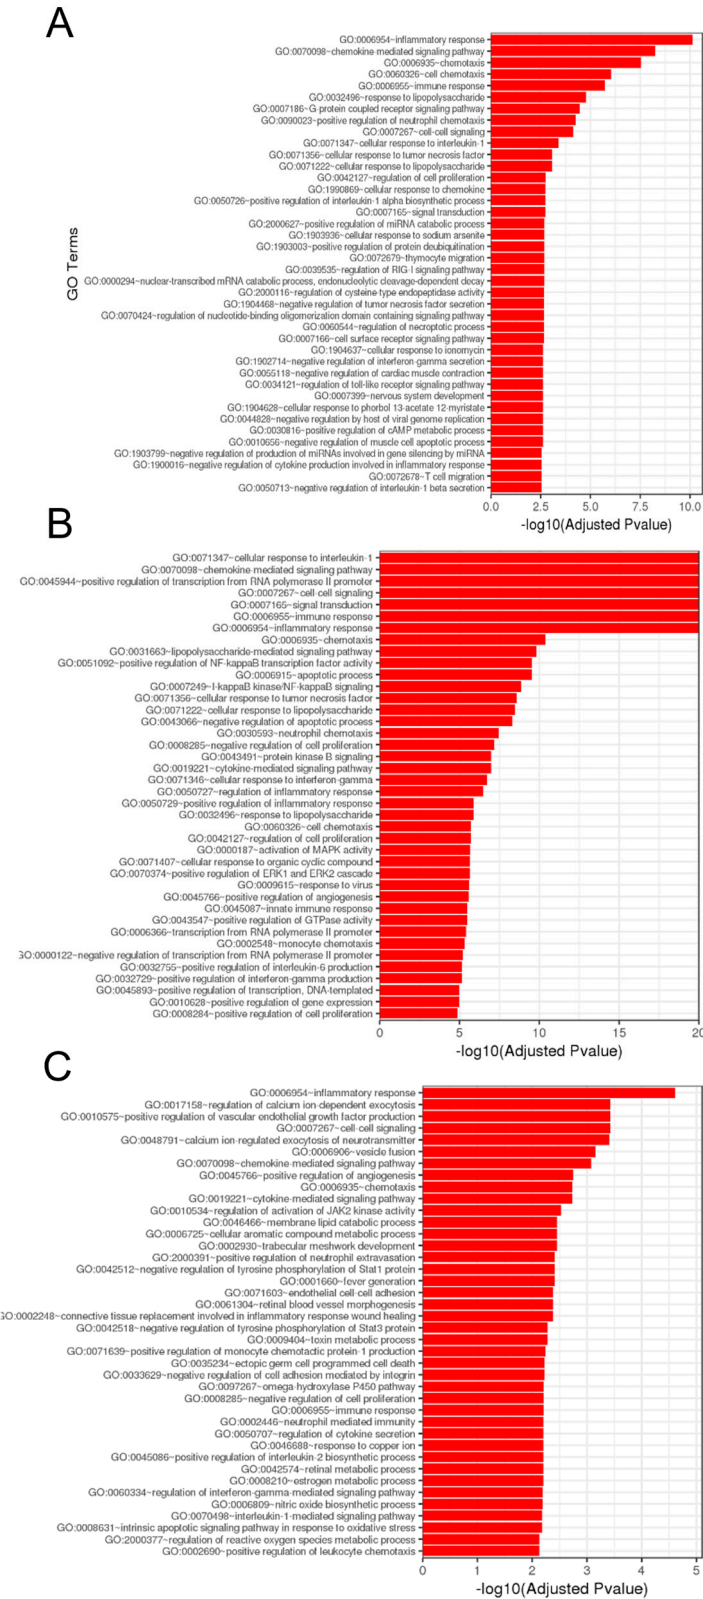 A
GO Terms
GO:0006954~inflammatory response
GO:0070098~chemokine-mediated signaling pathway
GO:0006935~chemotaxis
GO:0060326~cell chemotaxis
GO:0006955~immune response
GO:0032496~response to lipopolysaccharide
GO:0007186~G-protein coupled receptor signaling pathway
GO:0090023~positive regulation of neutrophil chemotaxis
GO:0007267~cell-cell signaling
GO:0071347~cellular response to interleukin-1
GO:0071356~cellular response to tumor necrosis factor
GO:0071222~cellular response to lipopolysaccharide
GO:0042127~regulation of cell proliferation
GO:1990869~cellular response to chemokine
GO:0050726~positive regulation of interleukin-1 alpha biosynthetic process
GO:0007165~signal transduction
GO:2000627~positive regulation of miRNA catabolic process
GO:1903936~cellular response to sodium arsenite
GO:1903003~positive regulation of protein deubiquitination
GO:0072679~thymocyte migration
GO:0039535~regulation of RIG-I signaling pathway
GO:0000294~nuclear-transcribed mRNA catabolic process, endonucleolytic cleavage-dependent decay
GO:2000116~regulation of cysteine-type endopeptidase activity
GO:1904468~negative regulation of tumor necrosis factor secretion
GO:0070424~regulation of nucleotide-binding oligomerization domain containing signaling pathway
GO:0060544~regulation of necroptotic process
GO:0007166~cell surface receptor signaling pathway
GO:1904637~cellular response to ionomycin
GO:1902714~negative regulation of interferon-gamma secretion
GO:0055118~negative regulation of cardiac muscle contraction
GO:0034121~regulation of toll-like receptor signaling pathway
GO:0007399~nervous system development
GO:1904628~cellular response to phorbol 13-acetate 12-myristate
GO:0044828~negative regulation by host of viral genome replication
GO:0030816~positive regulation of cAMP metabolic process
GO:0010656~negative regulation of muscle cell apoptotic process
GO:1903799~negative regulation of production of miRNAs involved in gene silencing by miRNA
GO:1900016~negative regulation of cytokine production involved in inflammatory response
GO:0072678~T cell migration
GO:0050713~negative regulation of interleukin-1 beta secretion
0.0 2.5 5.0 7.5 10.0
-log10(Adjusted Pvalue)
B
GO:0071347~cellular response to interleukin-1
GO:0070098~chemokine-mediated signaling pathway
GO:0045944~positive regulation of transcription from RNA polymerase II promoter
GO:0007267~cell-cell signaling
GO:0007165~signal transduction
GO:0006955~immune response
GO:0006954~inflammatory response
GO:0006935~chemotaxis
GO:0031663~lipopolysaccharide-mediated signaling pathway
GO:0051092~positive regulation of NF-kappaB transcription factor activity
GO:0006915~apoptotic process
GO:0007249~I-kappaB kinase/NF-kappaB signaling
GO:0071356~cellular response to tumor necrosis factor
GO:0071222~cellular response to lipopolysaccharide
GO:0043066~negative regulation of apoptotic process
GO:0030593~neutrophil chemotaxis
GO:0008285~negative regulation of cell proliferation
GO:0043491~protein kinase B signaling
GO:0019221~cytokine-mediated signaling pathway
GO:0071346~cellular response to interferon-gamma
GO:0050727~regulation of inflammatory response
GO:0050729~positive regulation of inflammatory response
GO:0032496~response to lipopolysaccharide
GO:0060326~cell chemotaxis
GO:0042127~regulation of cell proliferation
GO:0000187~activation of MAPK activity
GO:0071407~cellular response to organic cyclic compound
GO:0070374~positive regulation of ERK1 and ERK2 cascade
GO:0009615~response to virus
GO:0045766~positive regulation of angiogenesis
GO:0045087~innate immune response
GO:0043547~positive regulation of GTPase activity
GO:0006366~transcription from RNA polymerase II promoter
GO:0002548~monocyte chemotaxis
GO:0000122~negative regulation of transcription from RNA polymerase II promoter
GO:0032755~positive regulation of interleukin-6 production
GO:0032729~positive regulation of interferon-gamma production
GO:0045893~positive regulation of transcription, DNA-templated
GO:0010628~positive regulation of gene expression
GO:0008284~positive regulation of cell proliferation
0 5 10 15 20
-log10(Adjusted Pvalue)
C
GO:0006954~inflammatory response
GO:0017158~regulation of calcium ion-dependent exocytosis
GO:0010575~positive regulation of vascular endothelial growth factor production
GO:0007267~cell-cell signaling
GO:0048791~calcium ion-regulated exocytosis of neurotransmitter
GO:0006906~vesicle fusion
GO:0070098~chemokine-mediated signaling pathway
GO:0045766~positive regulation of angiogenesis
GO:0006935~chemotaxis
GO:0019221~cytokine-mediated signaling pathway
GO:0010534~regulation of activation of JAK2 kinase activity
GO:0046466~membrane lipid catabolic process
GO:0006725~cellular aromatic compound metabolic process
GO:0002930~trabecular meshwork development
GO:2000391~positive regulation of neutrophil extravasation
GO:0042512~negative regulation of tyrosine phosphorylation of Stat1 protein
GO:0001660~fever generation
GO:0071603~endothelial cell-cell adhesion
GO:0061304~retinal blood vessel morphogenesis
GO:0002248~connective tissue replacement involved in inflammatory response wound healing
GO:0042518~negative regulation of tyrosine phosphorylation of Stat3 protein
GO:0009404~toxin metabolic process
GO:0071639~positive regulation of monocyte chemotactic protein-1 production
GO:0035234~ectopic germ cell programmed cell death
GO:0033629~negative regulation of cell adhesion mediated by integrin
GO:0097267~omega-hydroxylase P450 pathway
GO:0008285~negative regulation of cell proliferation
GO:0006955~immune response
GO:0002446~neutrophil mediated immunity
GO:0050707~regulation of cytokine secretion
GO:0046688~response to copper ion
GO:0045086~positive regulation of interleukin-2 biosynthetic process
GO:0042574~retinal metabolic process
GO:0008210~estrogen metabolic process
GO:0060334~regulation of interferon-gamma-mediated signaling pathway
GO:0006809~nitric oxide biosynthetic process
GO:0070498~interleukin-1-mediated signaling pathway
GO:0008631~intrinsic apoptotic signaling pathway in response to oxidative stress
GO:2000377~regulation of reactive oxygen species metabolic process
GO:0002690~positive regulation of leukocyte chemotaxis
0 1 2 3 4 5
-log10(Adjusted Pvalue)